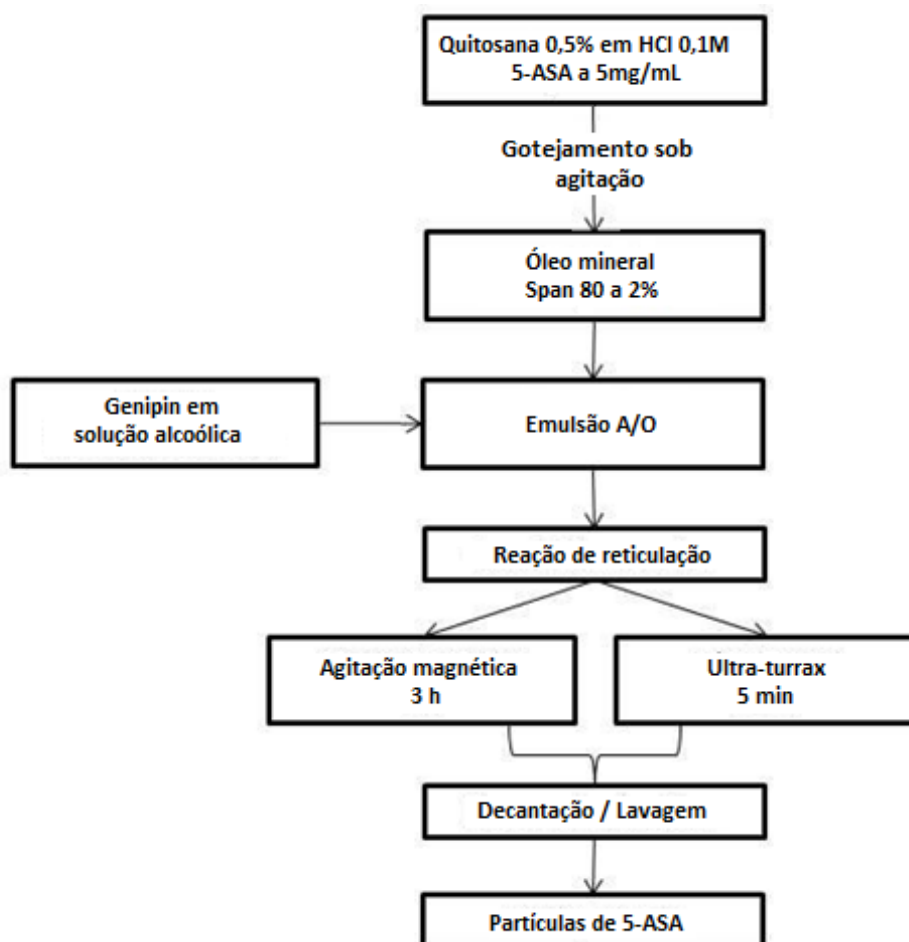 Quitosana 0,5% em HCl 0,1M
5-ASA a 5mg/mL
Gotejamento sob
agitação
Óleo mineral
Span 80 a 2%
Genipin em
solução alcoólica
Emulsão A/O
Reação de reticulação
Agitação magnética
3 h
Ultra-turrax
5 min
Decantação / Lavagem
Partículas de 5-ASA